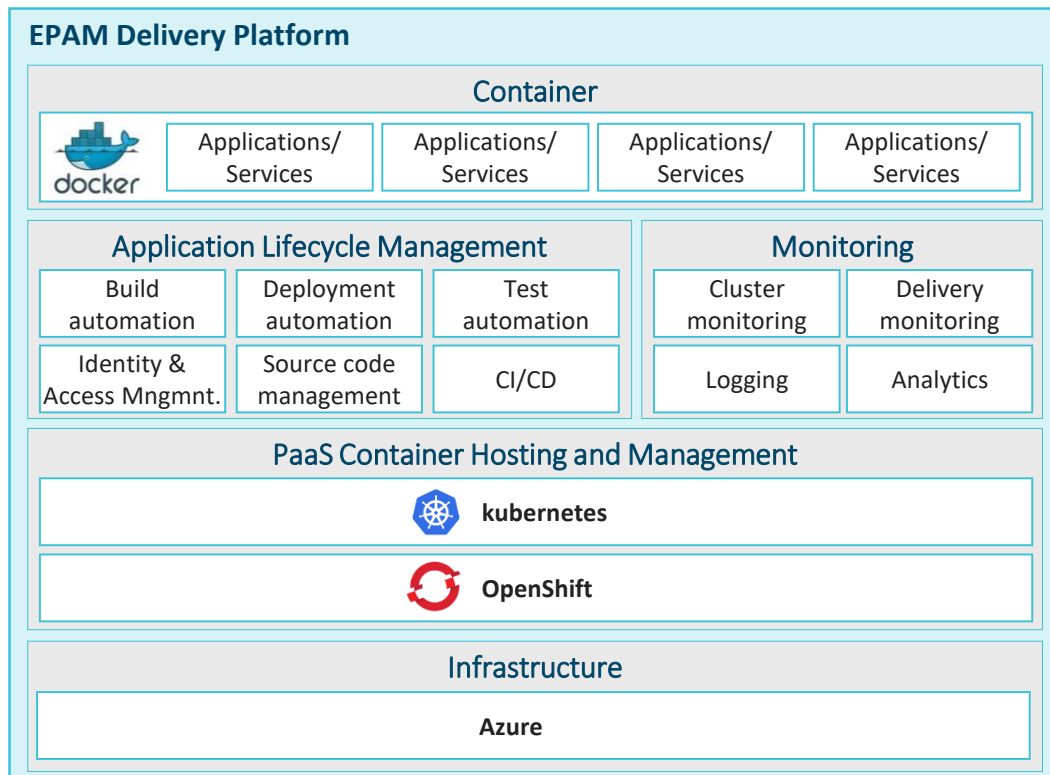 EPAM Delivery Platform
Container
docker
Applications/
Services
Applications/
Services
Applications/
Services
Applications/
Services
Application Lifecycle Management
Build
automation
Deployment
automation
Test
automation
Identity &
Access Mngmnt.
Source code
management
CI/CD
Monitoring
Cluster
monitoring
Delivery
monitoring
Logging
Analytics
PaaS Container Hosting and Management
kubernetes
OpenShift
Infrastructure
Azure